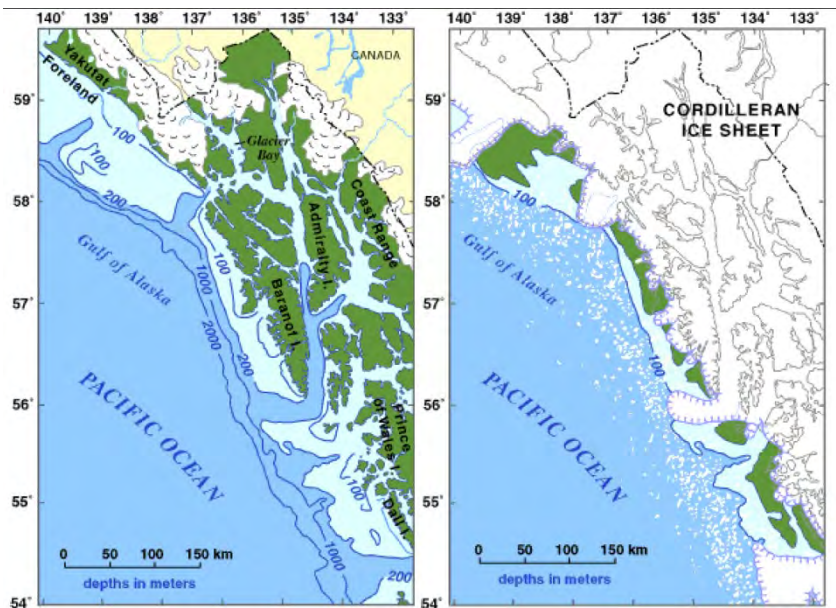 140° 139° 138° 137° 136° 135° 134° 133°
CANADA
Yakutat
Foreland
59°
100
Glacier
Bay
100
200
58°
Coast Range
Admiralty I.
Gulf of Alaska
100
1000
2000
57°
Baranof I.
200
56°
PACIFIC OCEAN
Prince
of Wales I.
100
55°
Dall I.
0 50 100 150 km
1000
depths in meters
200
54°
140° 139° 138° 137° 136° 135° 134° 133°
59°
CORDILLERAN
ICE SHEET
58°
100
Gulf of Alaska
57°
100
56°
PACIFIC OCEAN
55°
0 50 100 150 km
depths in meters
54°